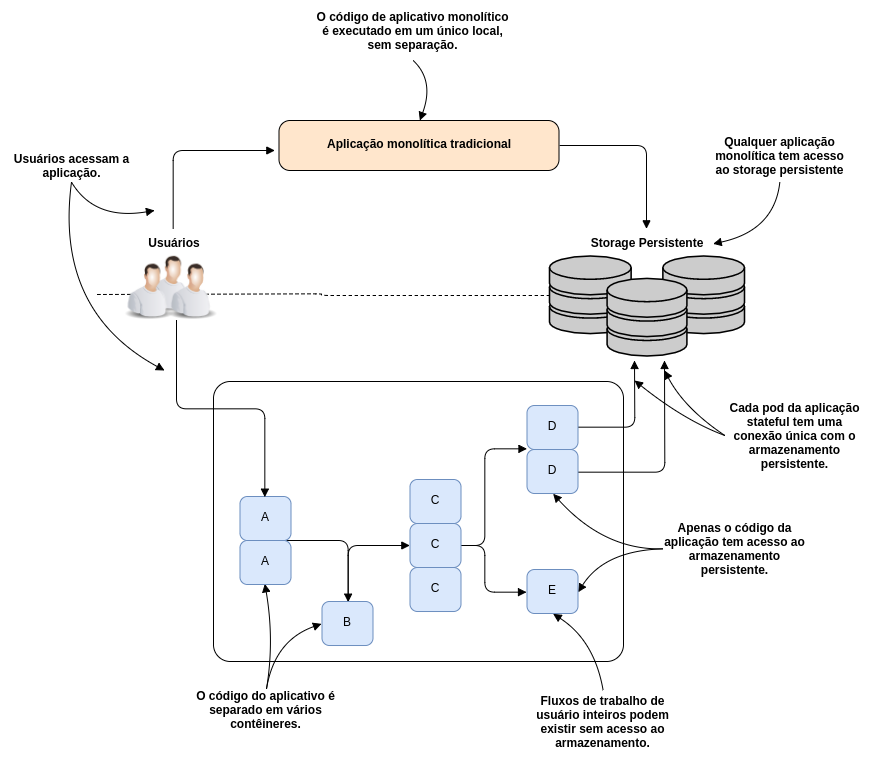 O código de aplicativo monolítico
é executado em um único local,
sem separação.
Aplicação monolítica tradicional
Qualquer aplicação
monolítica tem acesso
ao storage persistente
Usuários acessam a
aplicação.
Usuários
Storage Persistente
Cada pod da aplicação
stateful tem uma
conexão única com o
armazenamento
persistente.
D
D
C
C
C
A
A
Apenas o código da
aplicação tem acesso ao
armazenamento
persistente.
E
B
O código do aplicativo é
separado em vários
contêineres.
Fluxos de trabalho de
usuário inteiros podem
existir sem acesso ao
armazenamento.